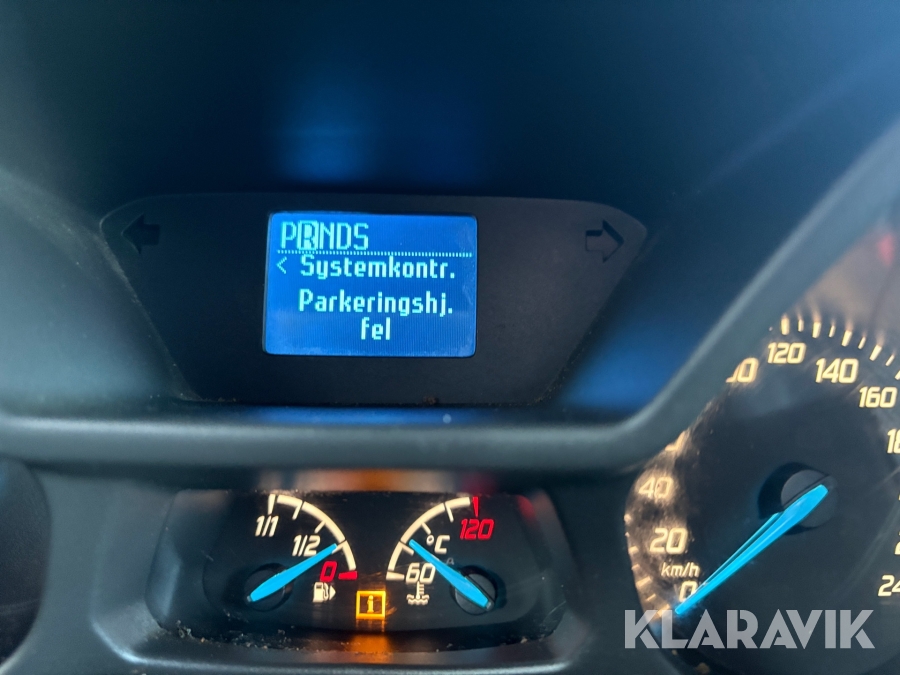 PRNDS
< Systemkontr.
Parkeringshj.
fel
120
140
160
40
20
km/h
0
1/1
1/2
0
120
°C
60
i
KLARAVIK